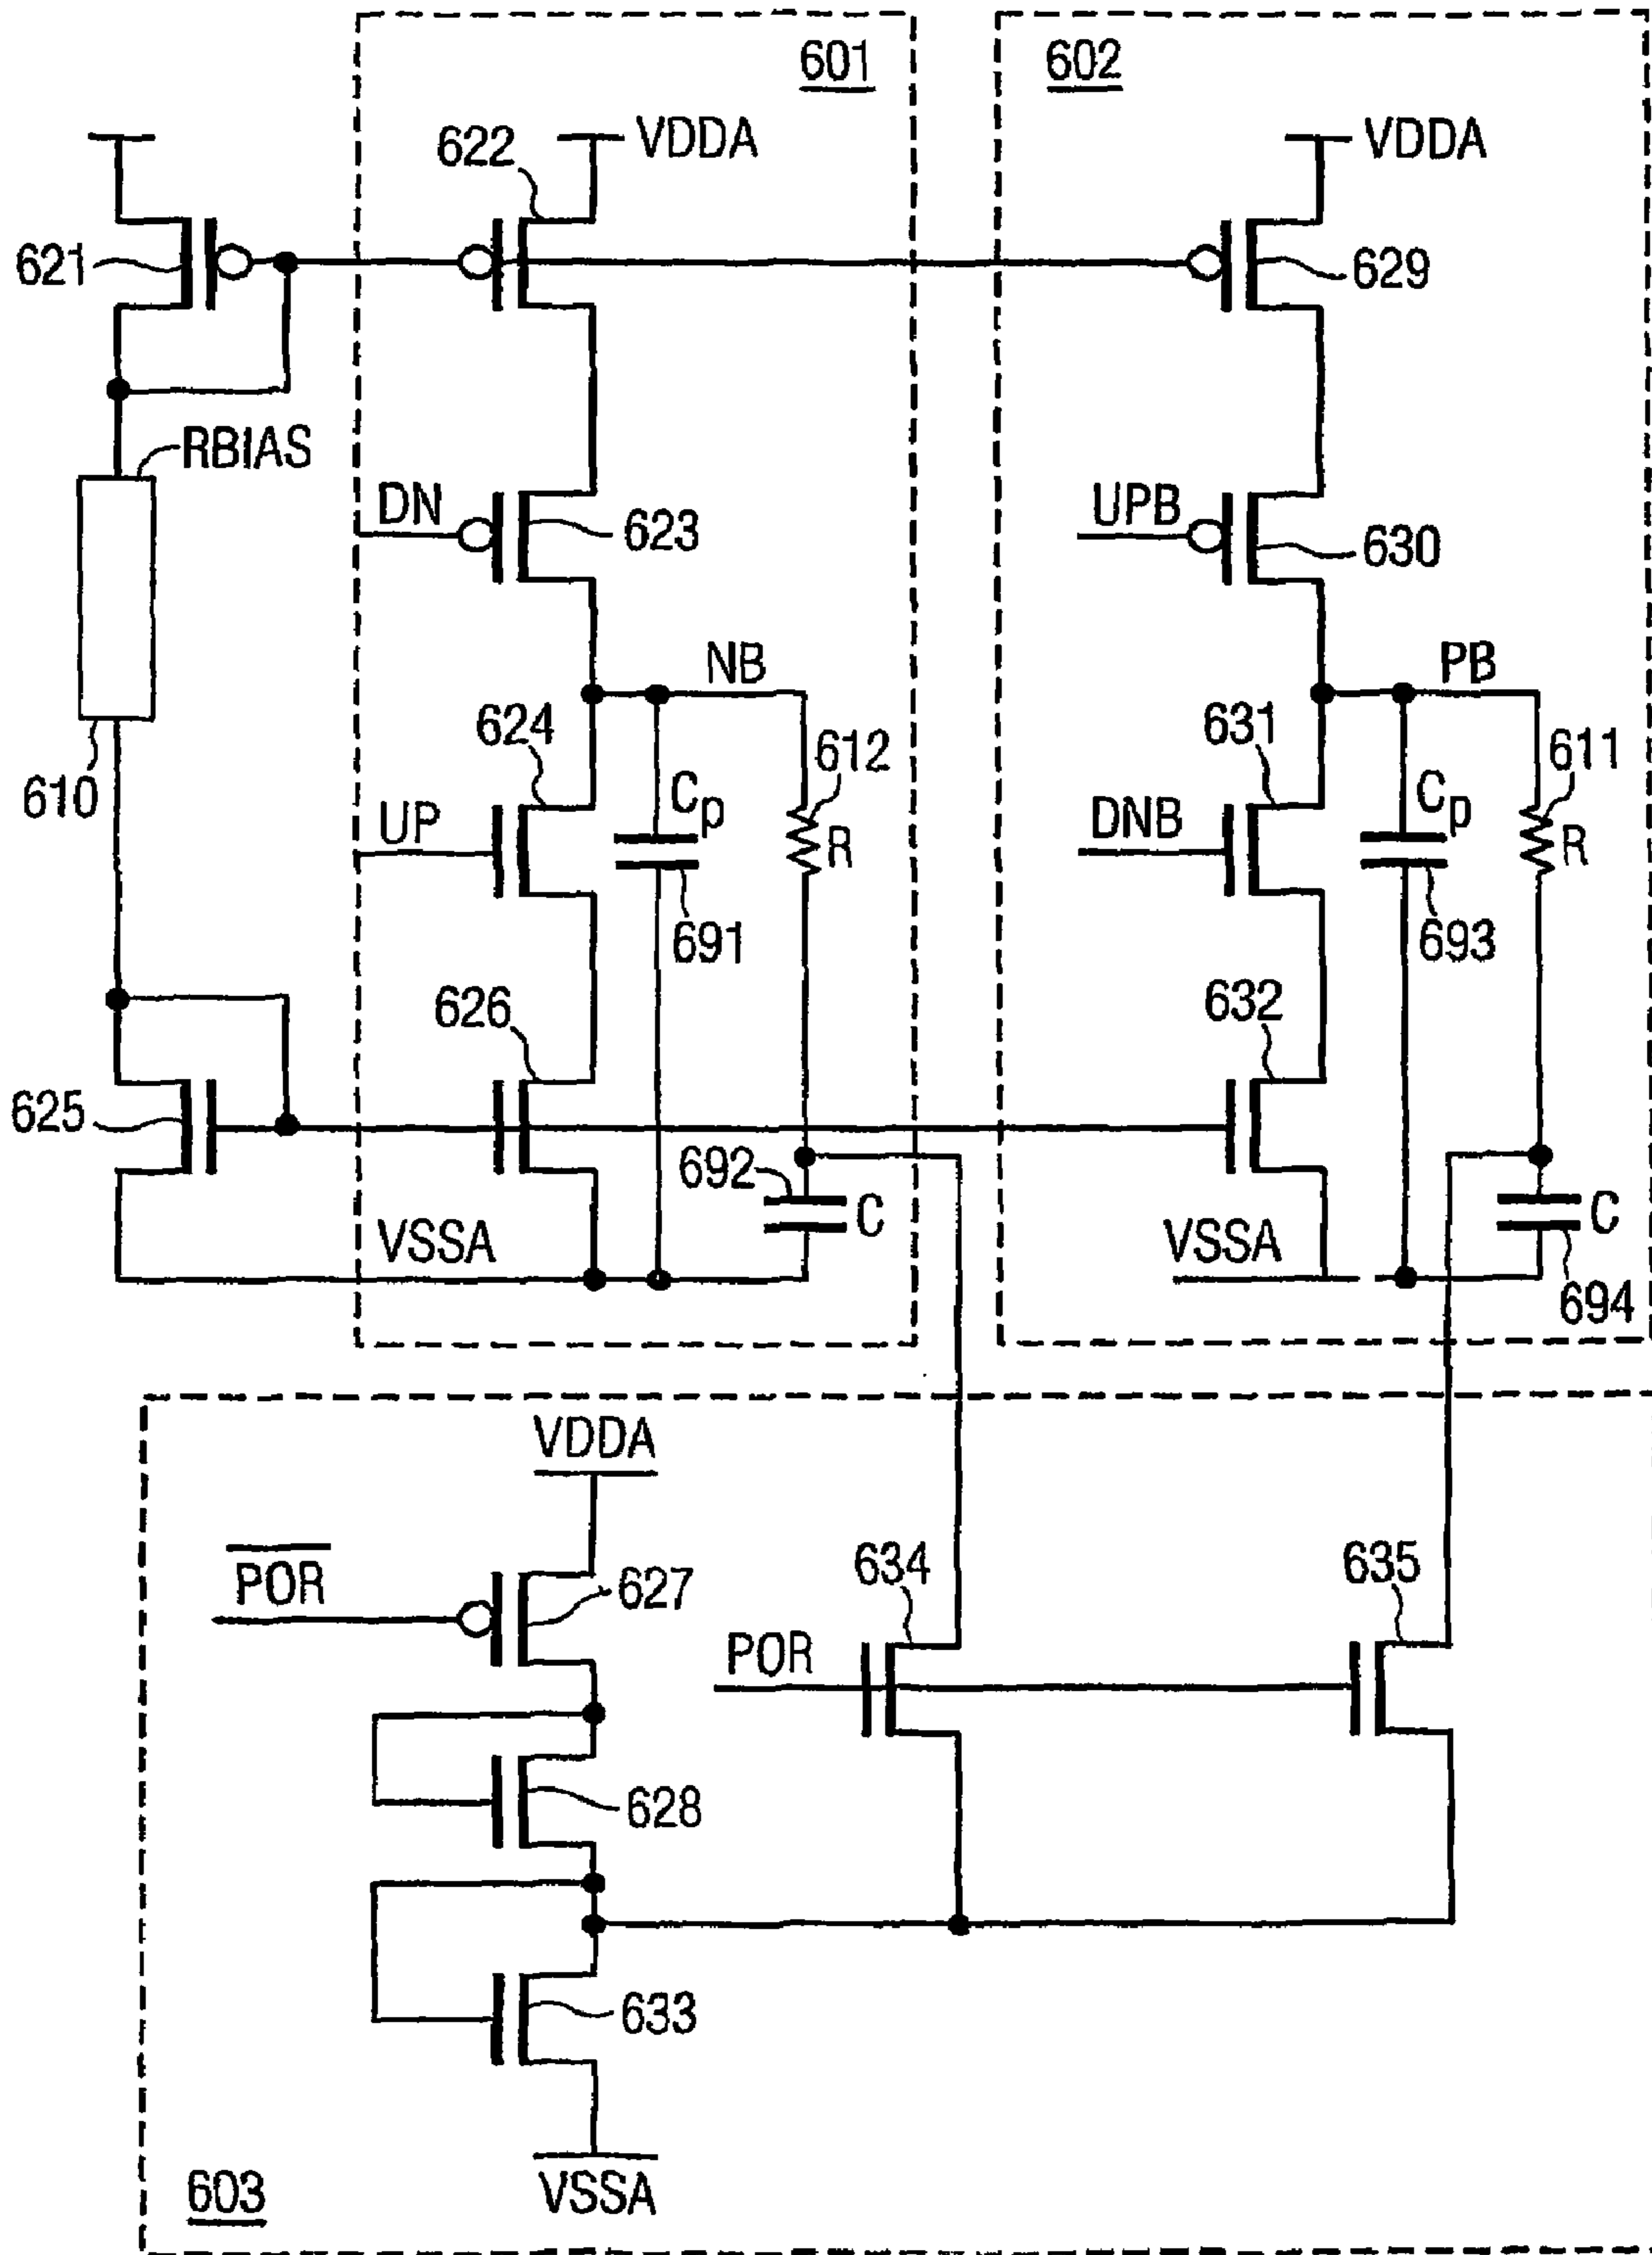 601
602
622
VDDA
VDDA
621
629
RBIAS
DN
623
UPB
630
NB
PB
624
631
612
611
610
UP
Cp
R
DNB
Cp
R
691
693
626
632
625
692
C
C
VSSA
VSSA
694
VDDA
POR
627
634
635
POR
628
633
603
VSSA